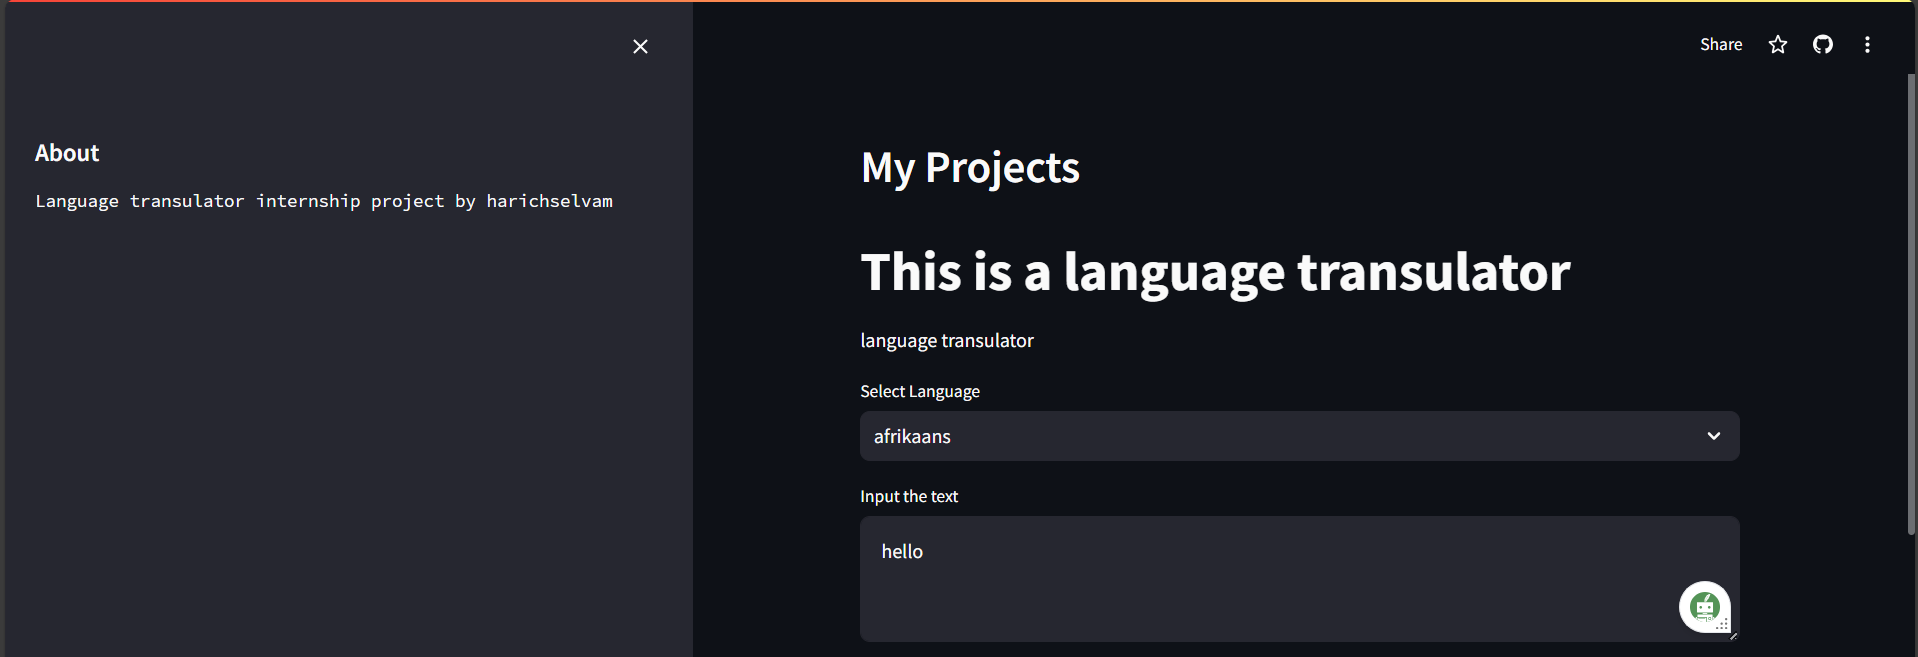 Share
About
Language transulator internship project by harichselvam
My Projects
This is a language transulator
language transulator
Select Language
afrikaans
Input the text
hello